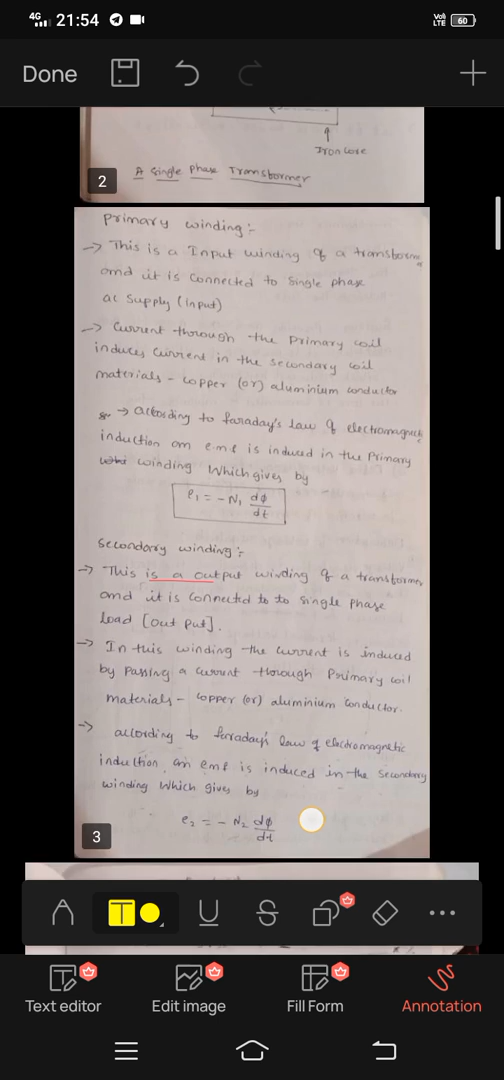 4G 21:54 Vo) LTE 60
Done
Iron core
2 A Single Phase Transformer
Primary winding :-
→ This is a Input winding of a transformer
and it is connected to single phase
ac supply (Input)
→ Current through the Primary coil
induces current in the secondary coil
materials - copper (or) aluminium conductor
→ according to faraday's law of electromagnetic
induction an emf is induced in the Primary
winding Which gives by
e₁ = - N₁ dφ/dt
Secondary winding :-
→ This is a output winding of a transformer
and it is connected to to single phase
load [out put].
→ In this winding the current is induced
by passing a current through Primary coil
materials - copper (or) aluminium conductor.
→ according to faraday's law of electromagnetic
induction, an emf is induced in the secondary
winding Which gives by
e₂ = - N₂ dφ/dt
3
T U S
Text editor Edit image Fill Form Annotation